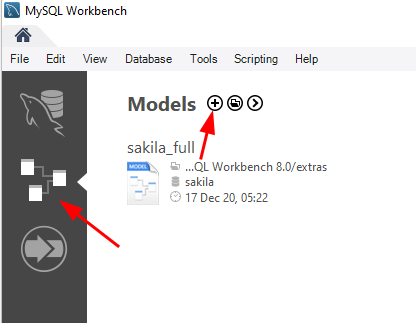 MySQL Workbench
File Edit View Database Tools Scripting Help
Models
sakila_full
MODEL
...QL Workbench 8.0/extras
sakila
17 Dec 20, 05:22